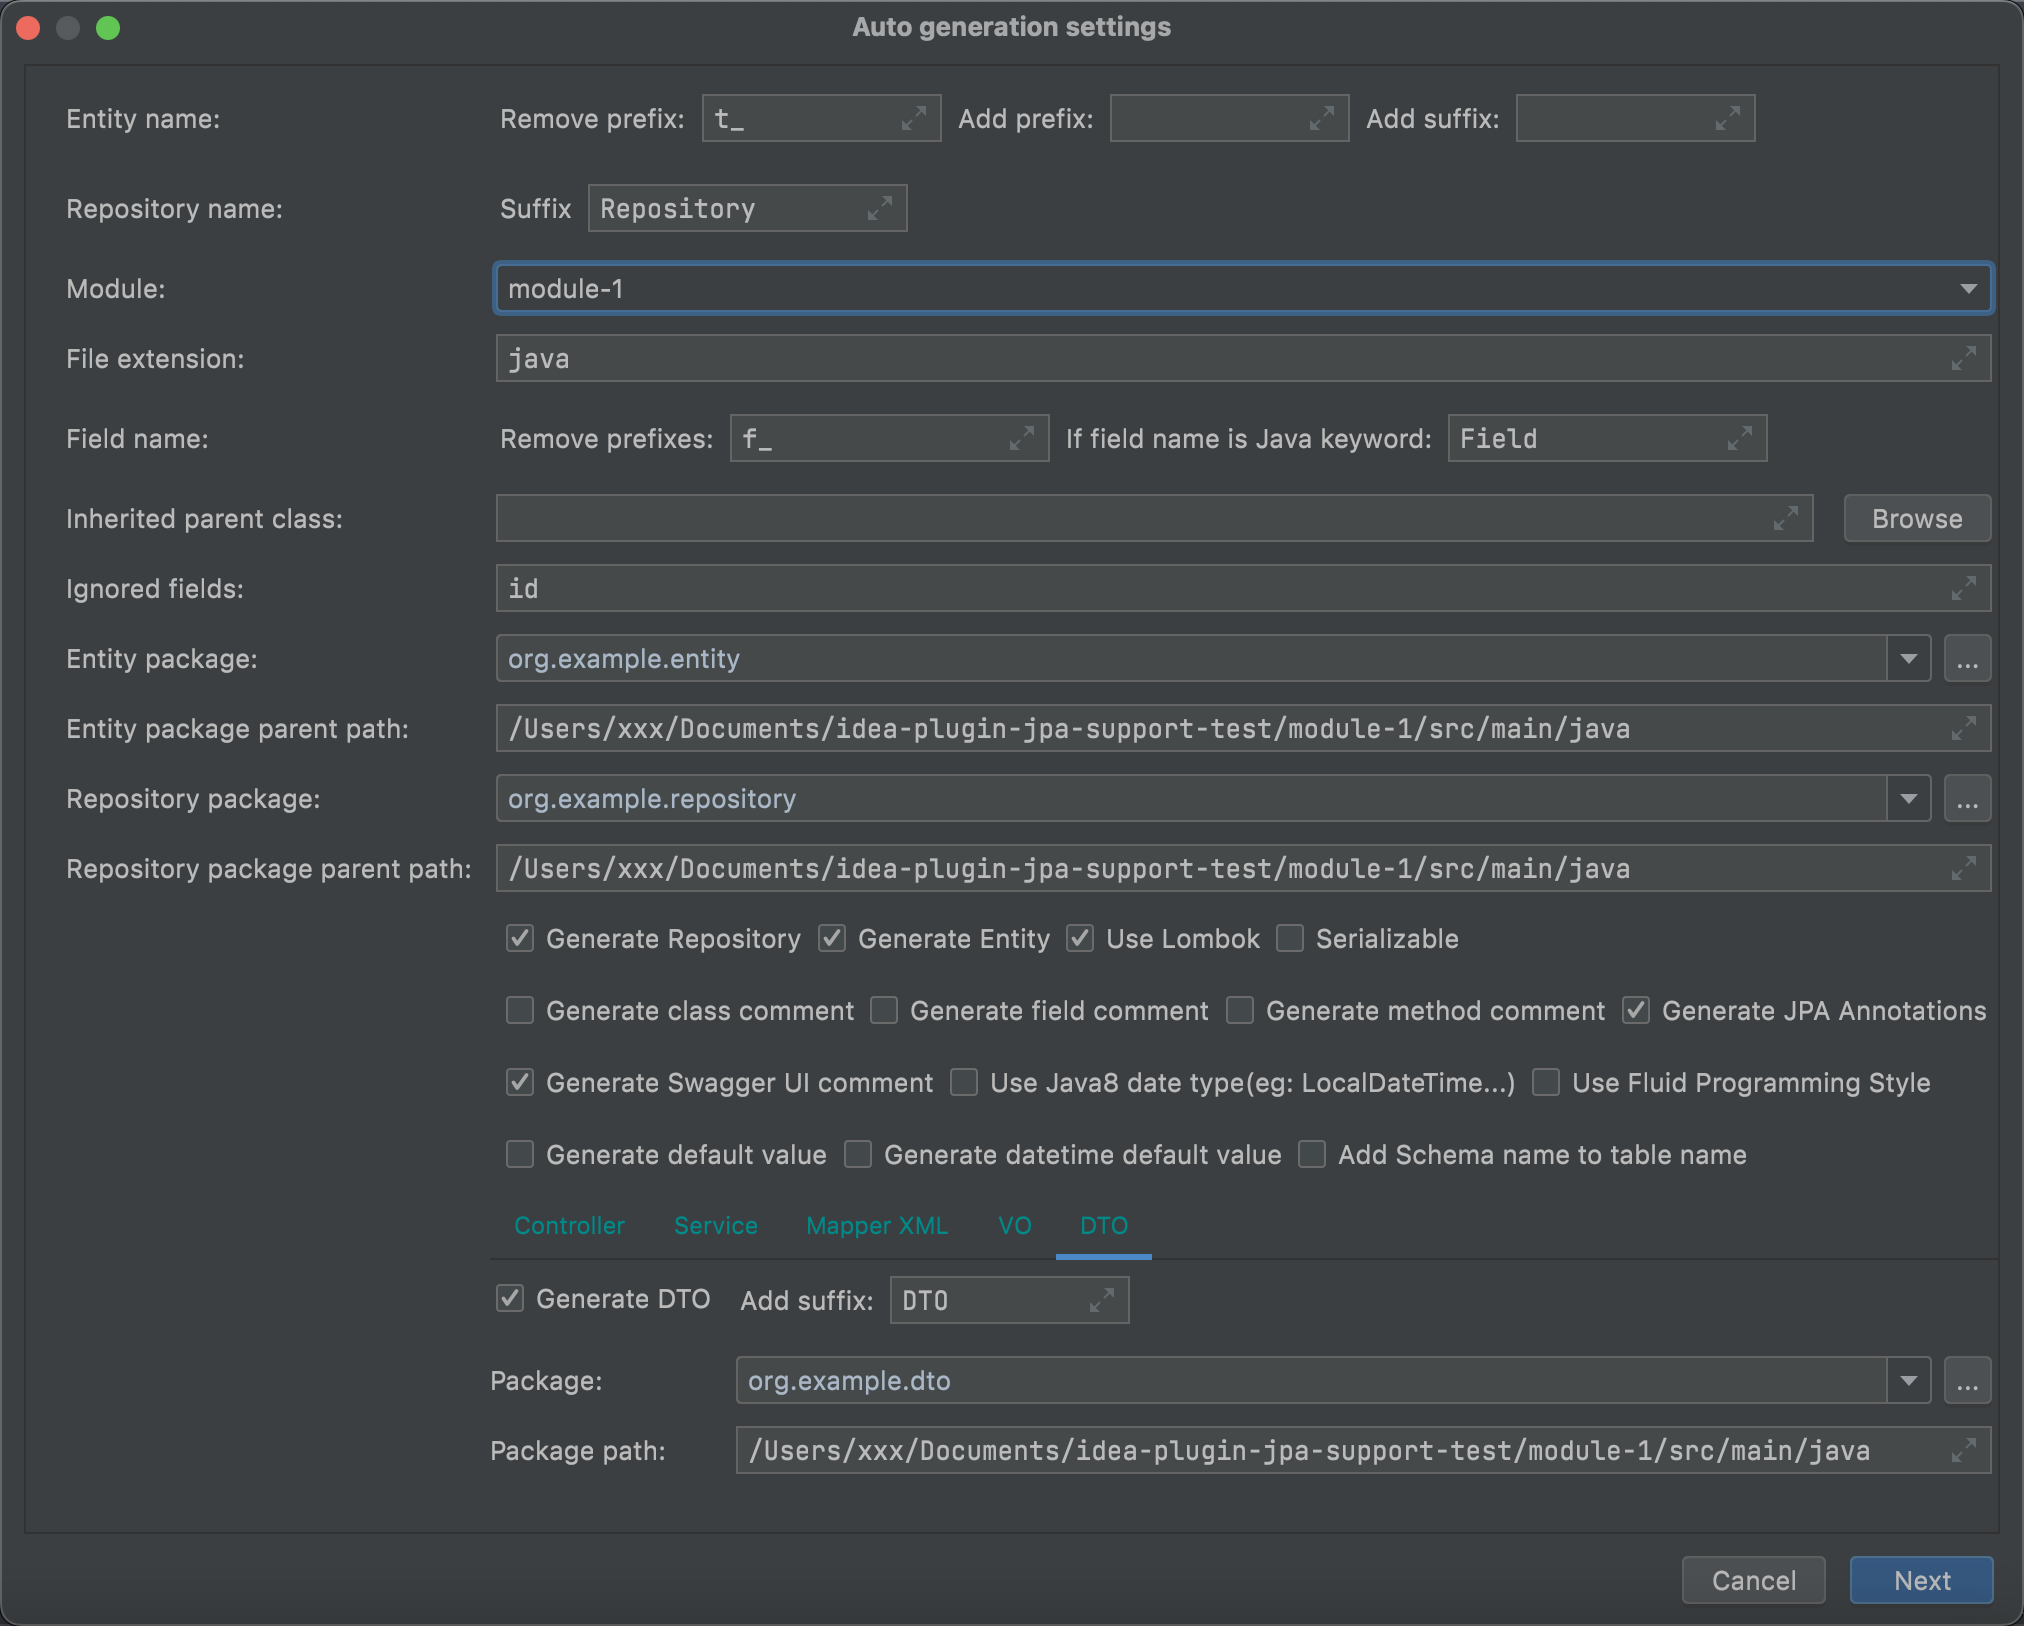 Auto generation settings
Entity name: Remove prefix: t_ Add prefix: Add suffix:
Repository name: Suffix Repository
Module: module-1
File extension: java
Field name: Remove prefixes: f_ If field name is Java keyword: Field
Inherited parent class: Browse
Ignored fields: id
Entity package: org.example.entity ...
Entity package parent path: /Users/xxx/Documents/idea-plugin-jpa-support-test/module-1/src/main/java
Repository package: org.example.repository ...
Repository package parent path: /Users/xxx/Documents/idea-plugin-jpa-support-test/module-1/src/main/java
Generate Repository Generate Entity Use Lombok Serializable
Generate class comment Generate field comment Generate method comment Generate JPA Annotations
Generate Swagger UI comment Use Java8 date type(eg: LocalDateTime...) Use Fluid Programming Style
Generate default value Generate datetime default value Add Schema name to table name
Controller Service Mapper XML VO DTO
Generate DTO Add suffix: DTO
Package: org.example.dto ...
Package path: /Users/xxx/Documents/idea-plugin-jpa-support-test/module-1/src/main/java
Cancel Next